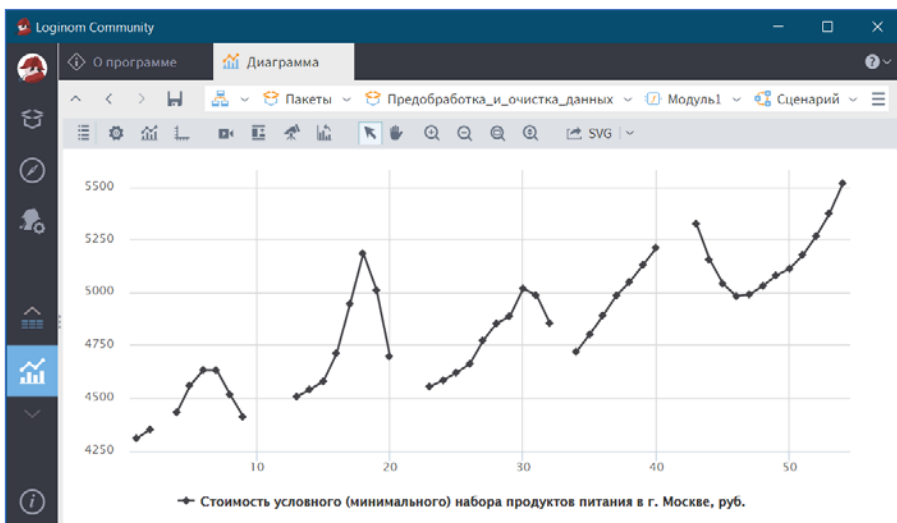 Loginom Community
О программе
Диаграмма
Пакеты
Предобработка_и_очистка_данных
Модуль1
Сценарий
SVG
5500
5250
5000
4750
4500
4250
10 20 30 40 50
Стоимость условного (минимального) набора продуктов питания в г. Москве, руб.